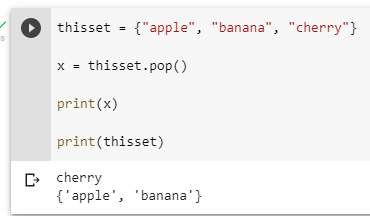 thisset = {"apple", "banana", "cherry"}
x = thisset.pop()
print(x)
print(thisset)
cherry
{'apple', 'banana'}